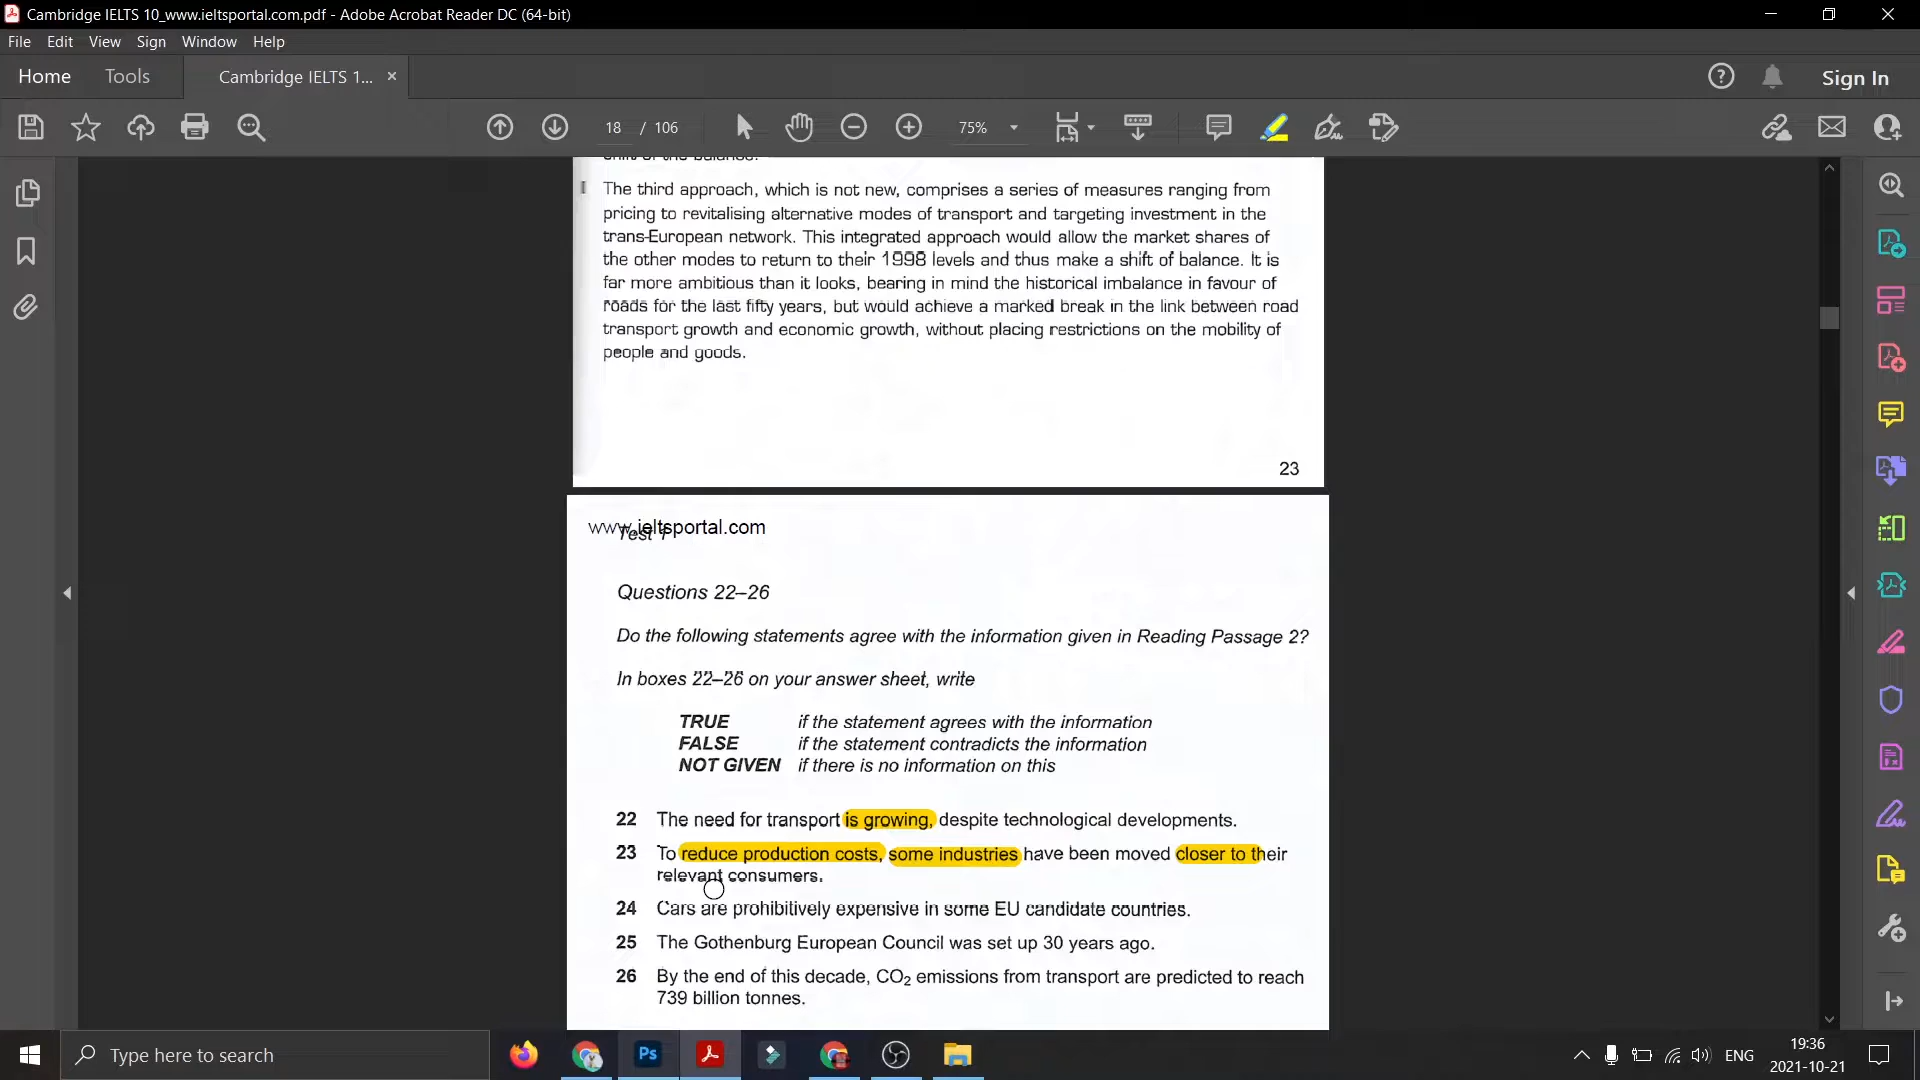 Cambridge IELTS 10_www.ieltsportal.com.pdf - Adobe Acrobat Reader DC (64-bit)
File Edit View Sign Window Help
Home Tools Cambridge IELTS 1... × Sign In
18 / 106 75%
shift of the balance.
I The third approach, which is not new, comprises a series of measures ranging from
pricing to revitalising alternative modes of transport and targeting investment in the
trans-European network. This integrated approach would allow the market shares of
the other modes to return to their 1998 levels and thus make a shift of balance. It is
far more ambitious than it looks, bearing in mind the historical imbalance in favour of
roads for the last fifty years, but would achieve a marked break in the link between road
transport growth and economic growth, without placing restrictions on the mobility of
people and goods.
23
www.ieltsportal.com
Test 1
Questions 22–26
Do the following statements agree with the information given in Reading Passage 2?
In boxes 22–26 on your answer sheet, write
TRUE if the statement agrees with the information
FALSE if the statement contradicts the information
NOT GIVEN if there is no information on this
22 The need for transport is growing, despite technological developments.
23 To reduce production costs, some industries have been moved closer to their
relevant consumers.
24 Cars are prohibitively expensive in some EU candidate countries.
25 The Gothenburg European Council was set up 30 years ago.
26 By the end of this decade, CO2 emissions from transport are predicted to reach
739 billion tonnes.
Type here to search
Ps
ENG
19:36
2021-10-21